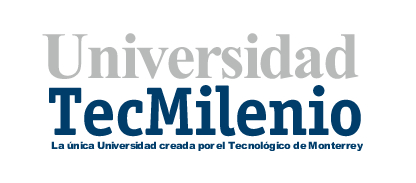 Universidad
TecMilenio
La única Universidad creada por el Tecnológico de Monterrey